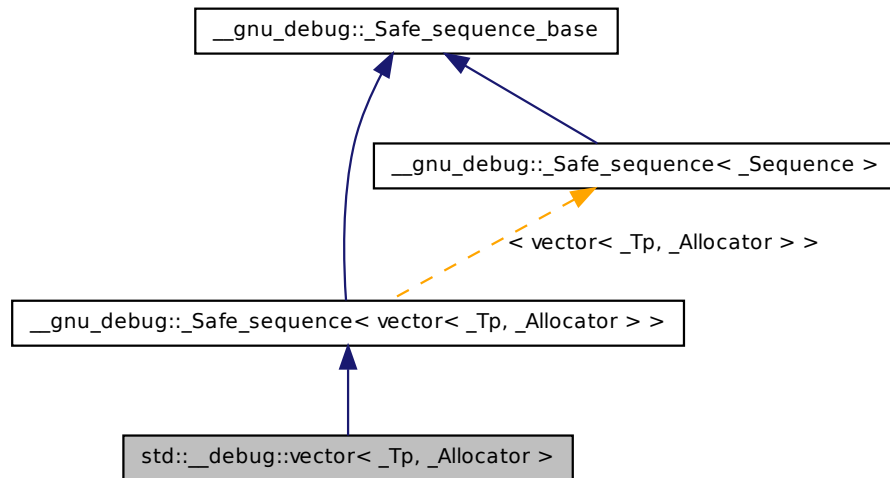 __gnu_debug::_Safe_sequence_base
__gnu_debug::_Safe_sequence< _Sequence >
< vector< _Tp, _Allocator > >
__gnu_debug::_Safe_sequence< vector< _Tp, _Allocator > >
std::__debug::vector< _Tp, _Allocator >